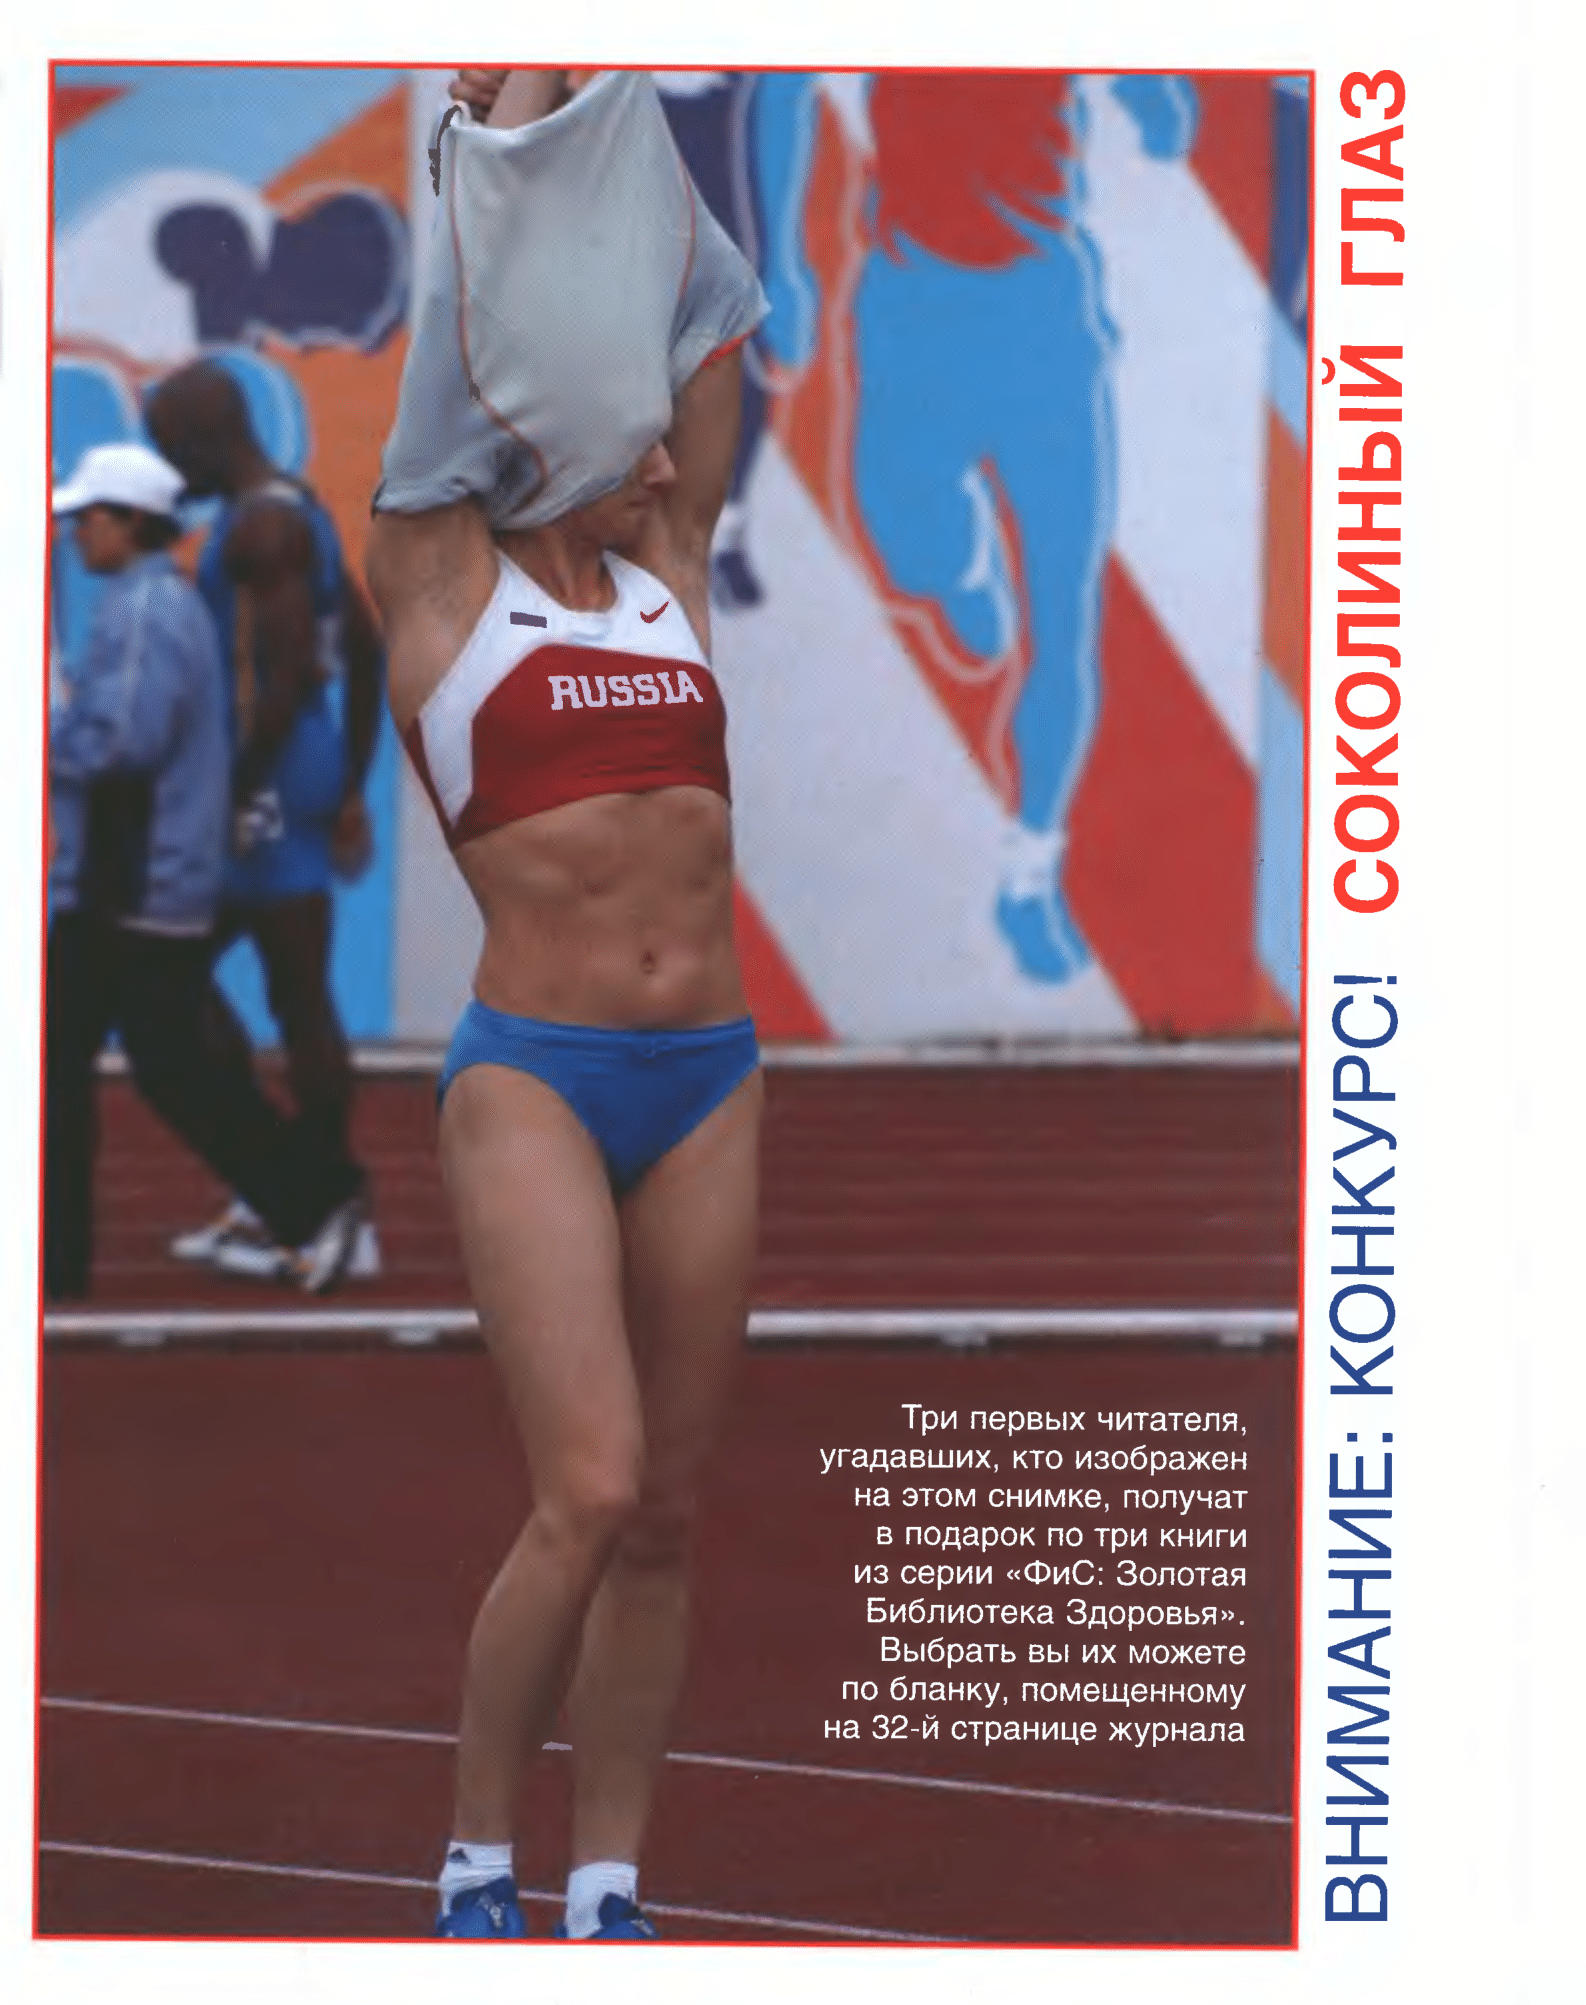 ВНИМАНИЕ: КОНКУРС! СОКОЛИНЫЙ ГЛАЗ
RUSSIA
Три первых читателя,
угадавших, кто изображен
на этом снимке, получат
в подарок по три книги
из серии «ФиС: Золотая
Библиотека Здоровья».
Выбрать вы их можете
по бланку, помещенному
на 32-й странице журнала